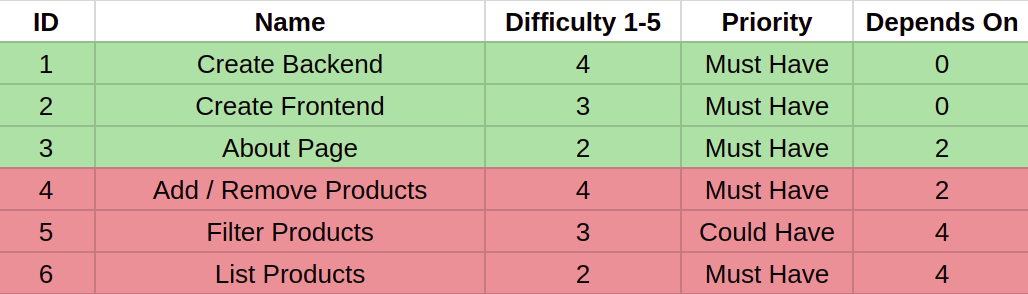 ID Name Difficulty 1-5 Priority Depends On
1 Create Backend 4 Must Have 0
2 Create Frontend 3 Must Have 0
3 About Page 2 Must Have 2
4 Add / Remove Products 4 Must Have 2
5 Filter Products 3 Could Have 4
6 List Products 2 Must Have 4